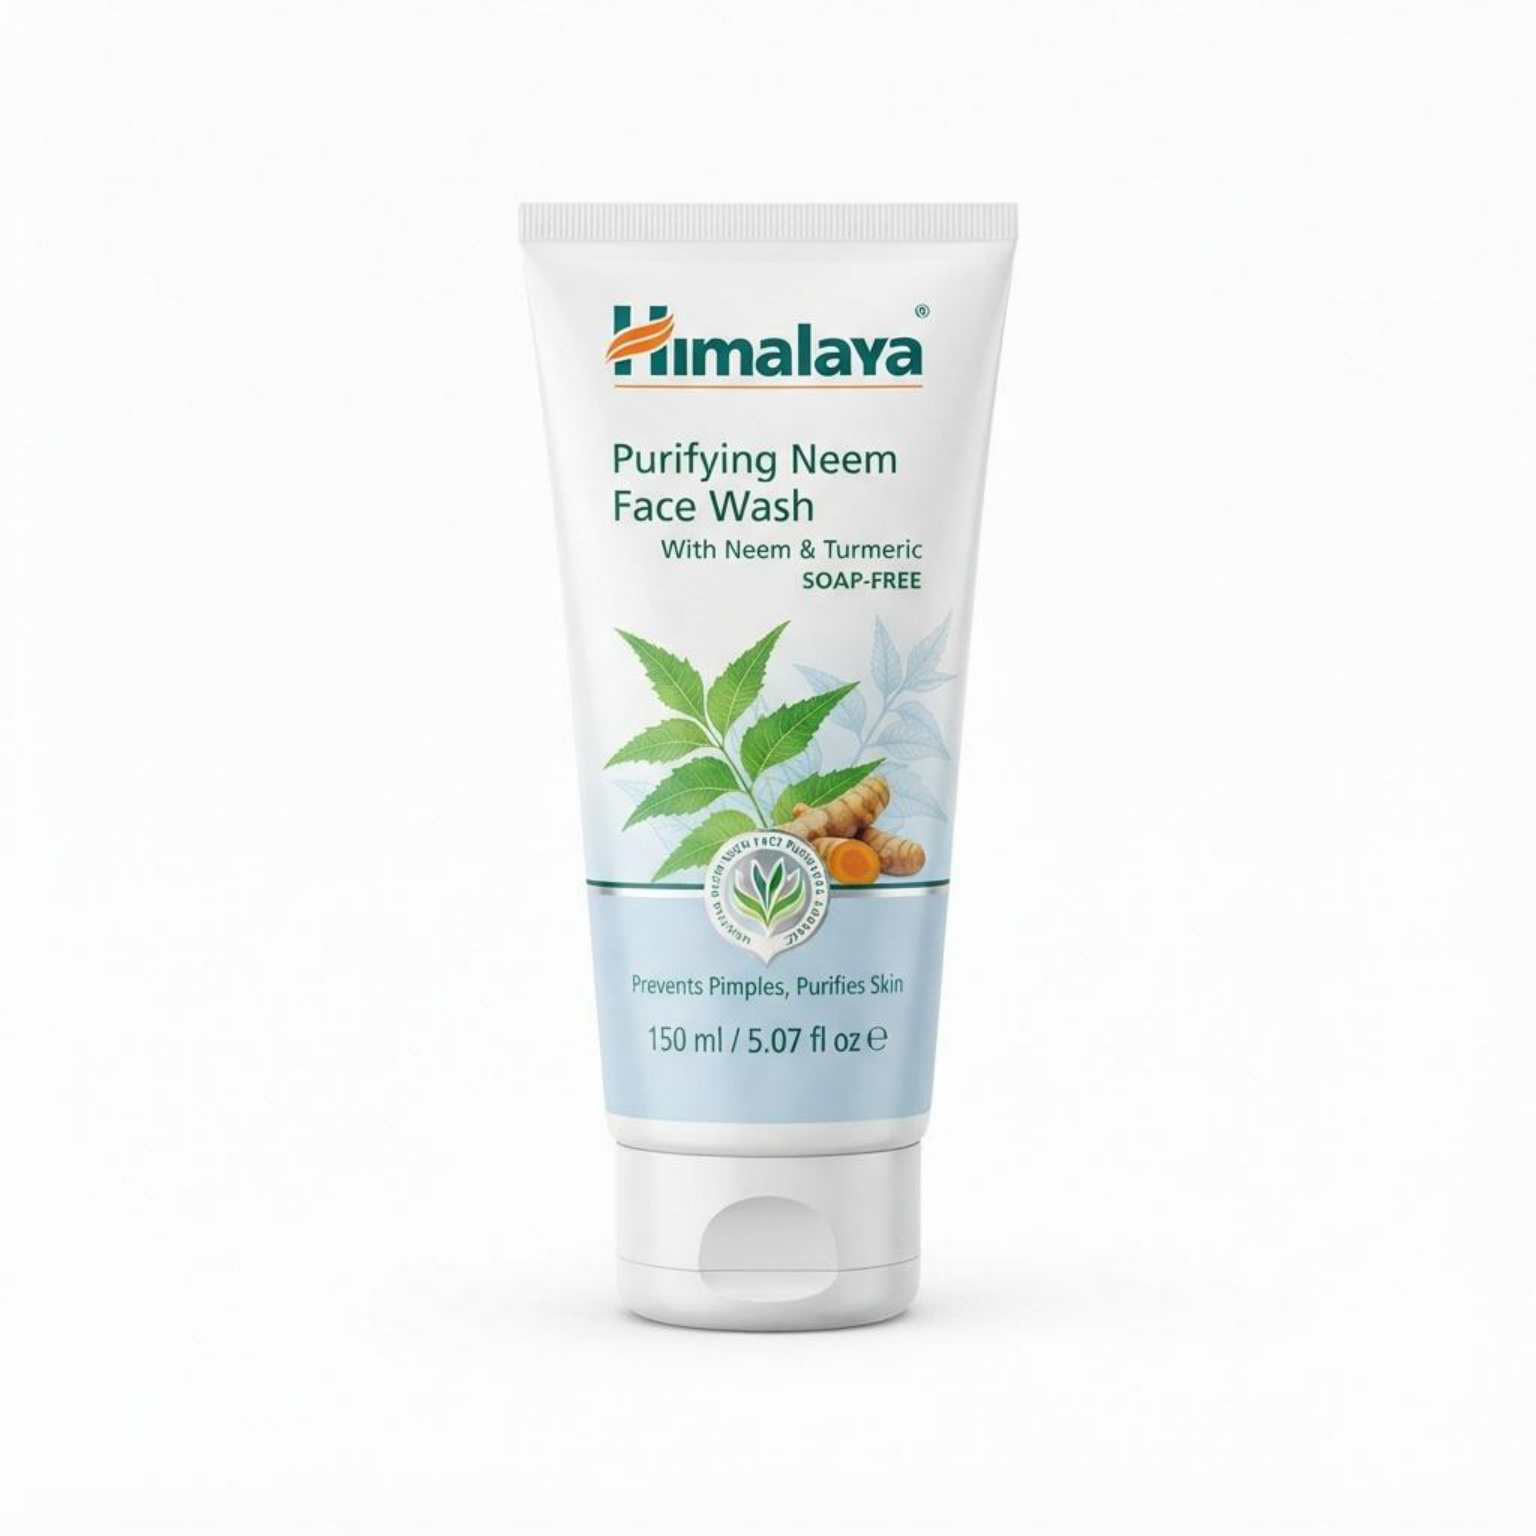 Himalaya®
Purifying Neem
Face Wash
With Neem & Turmeric
SOAP-FREE
Prevents Pimples, Purifies Skin
150 ml / 5.07 fl oz ℮